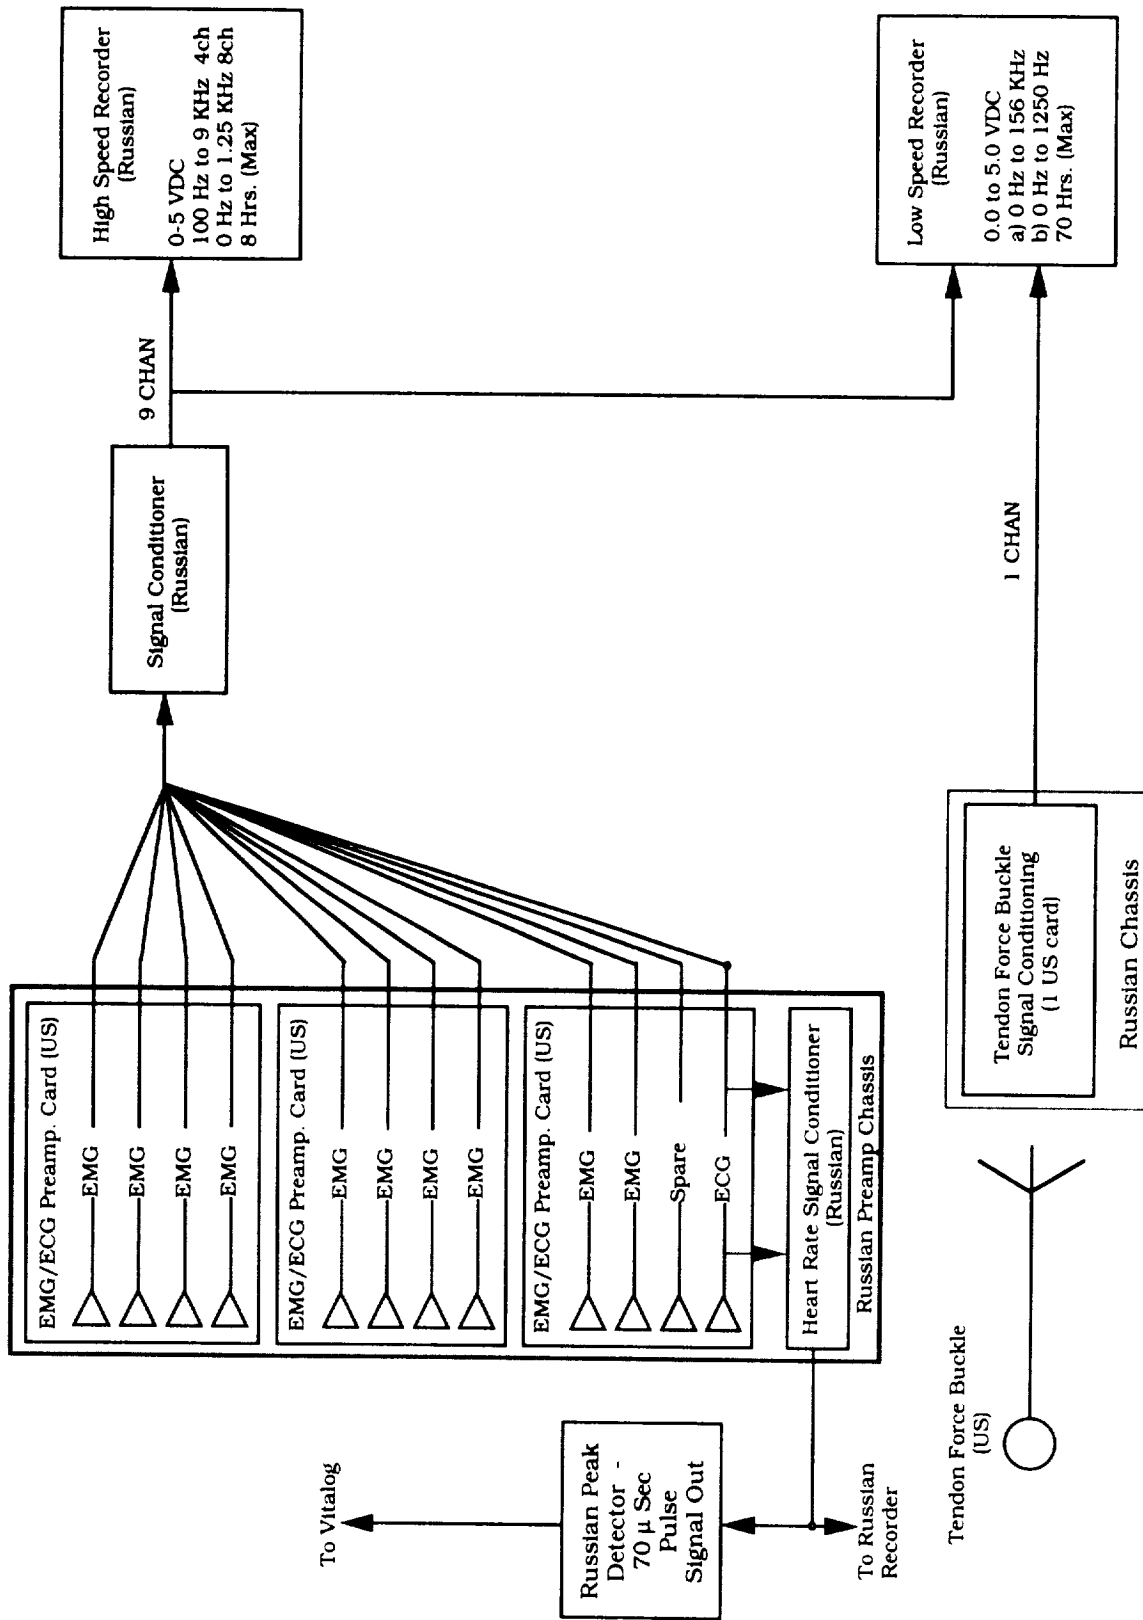 EMG/ECG Preamp. Card (US)
EMG
EMG
EMG
EMG
EMG/ECG Preamp. Card (US)
EMG
EMG
EMG
EMG
EMG/ECG Preamp. Card (US)
EMG
EMG
Spare
ECG
Heart Rate Signal Conditioner
(Russian)
Russian Preamp Chassis
Signal Conditioner
(Russian)
9 CHAN
High Speed Recorder
(Russian)
0-5 VDC
100 Hz to 9 KHz 4ch
0 Hz to 1.25 KHz 8ch
8 Hrs. (Max)
Low Speed Recorder
(Russian)
0.0 to 5.0 VDC
a) 0 Hz to 156 KHz
b) 0 Hz to 1250 Hz
70 Hrs. (Max)
1 CHAN
To Vitalog
Russian Peak
Detector -
70 μ Sec
Pulse
Signal Out
To Russian
Recorder
Tendon Force Buckle
(US)
Tendon Force Buckle
Signal Conditioning
(1 US card)
Russian Chassis